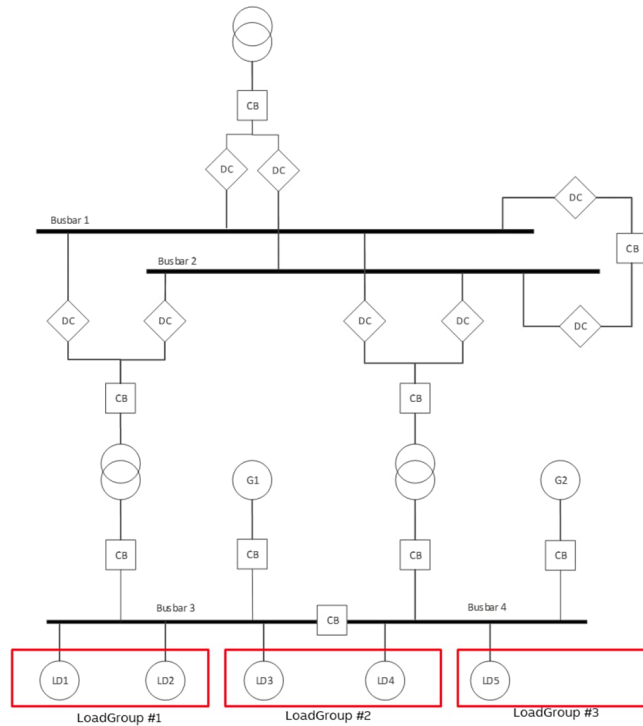 CB
DC
DC
DC
Busbar 1
CB
Busbar 2
DC
DC
DC
DC
DC
CB
CB
G1
G2
CB
CB
CB
CB
Busbar 3
CB
Busbar 4
LD1
LD2
LD3
LD4
LD5
LoadGroup #1
LoadGroup #2
LoadGroup #3